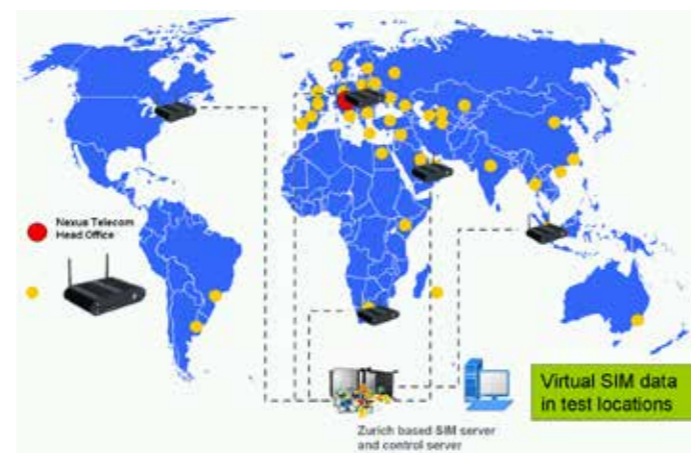 Nexus Telecom
Head Office
Virtual SIM data
in test locations
Zurich based SIM server
and control server